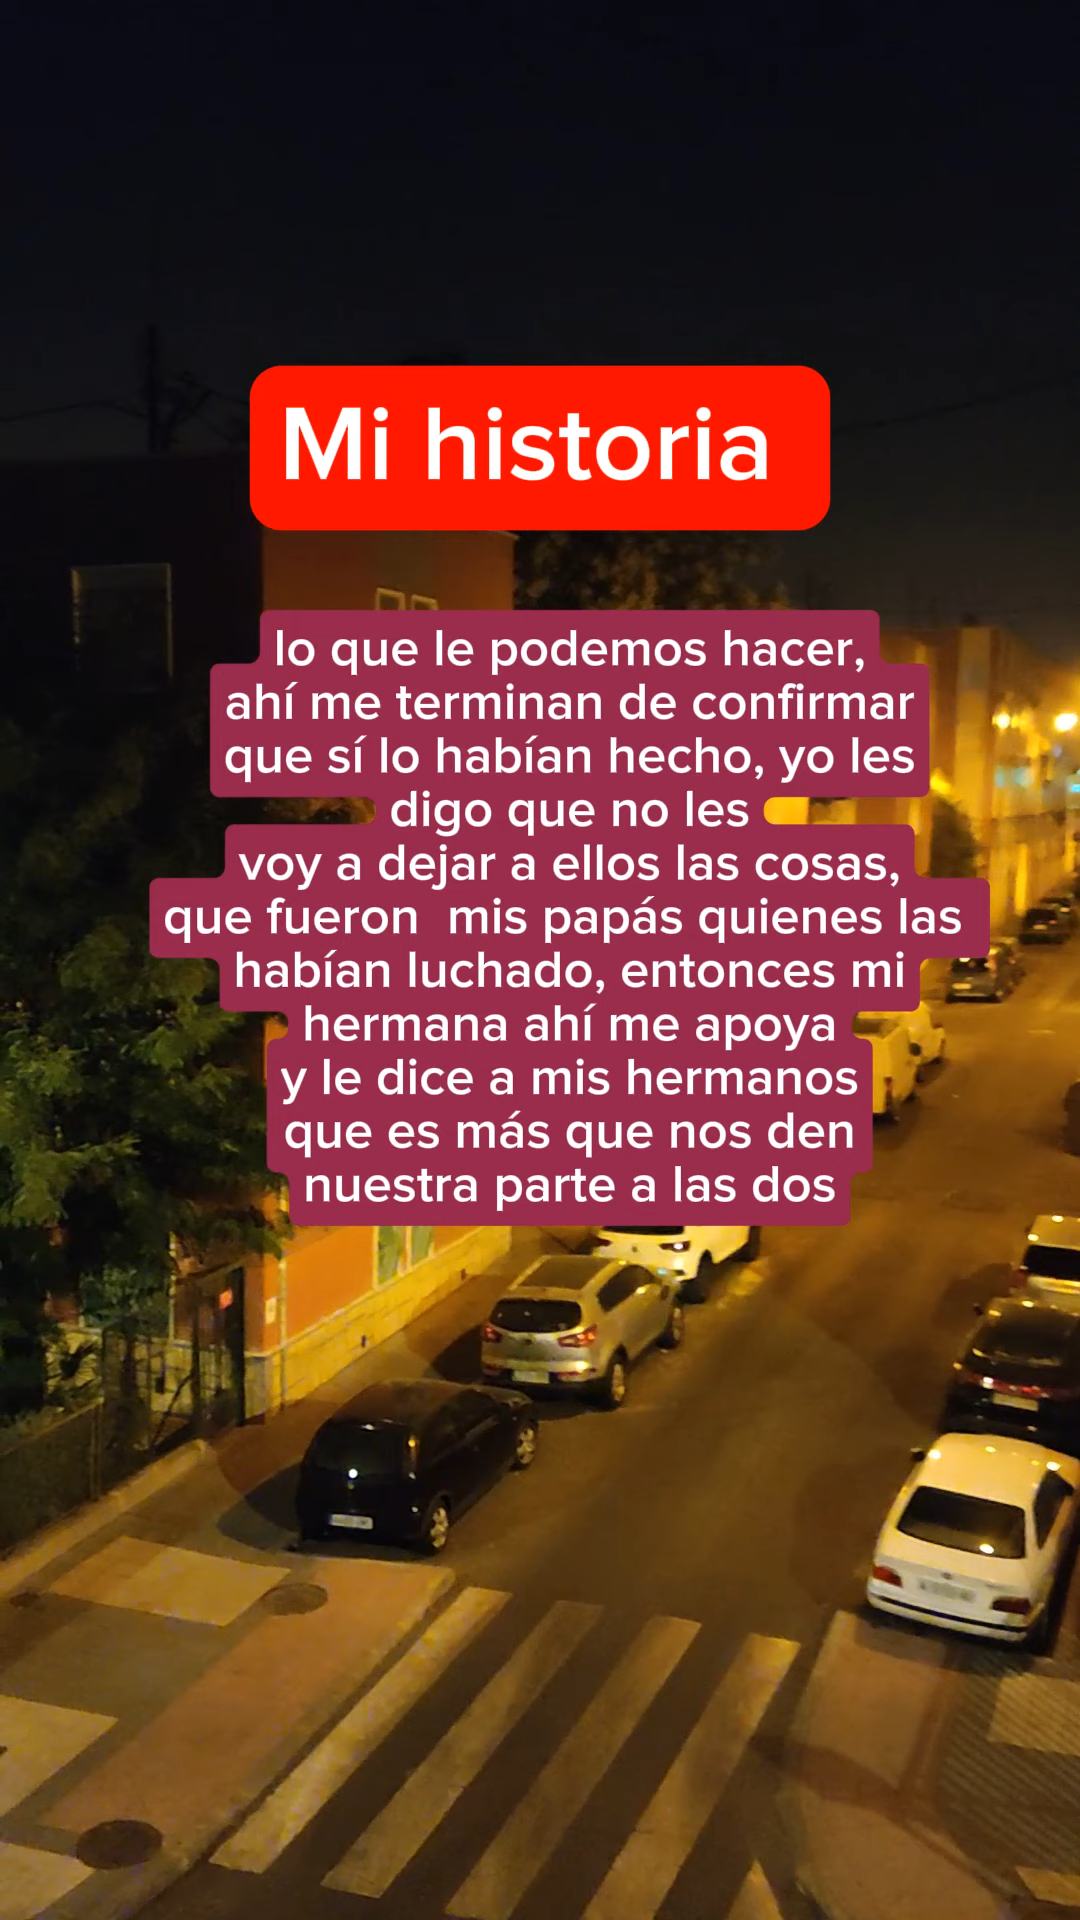 Mi historia
lo que le podemos hacer,
ahí me terminan de confirmar
que sí lo habían hecho, yo les
digo que no les
voy a dejar a ellos las cosas,
que fueron  mis papás quienes las
habían luchado, entonces mi
hermana ahí me apoya
y le dice a mis hermanos
que es más que nos den
nuestra parte a las dos